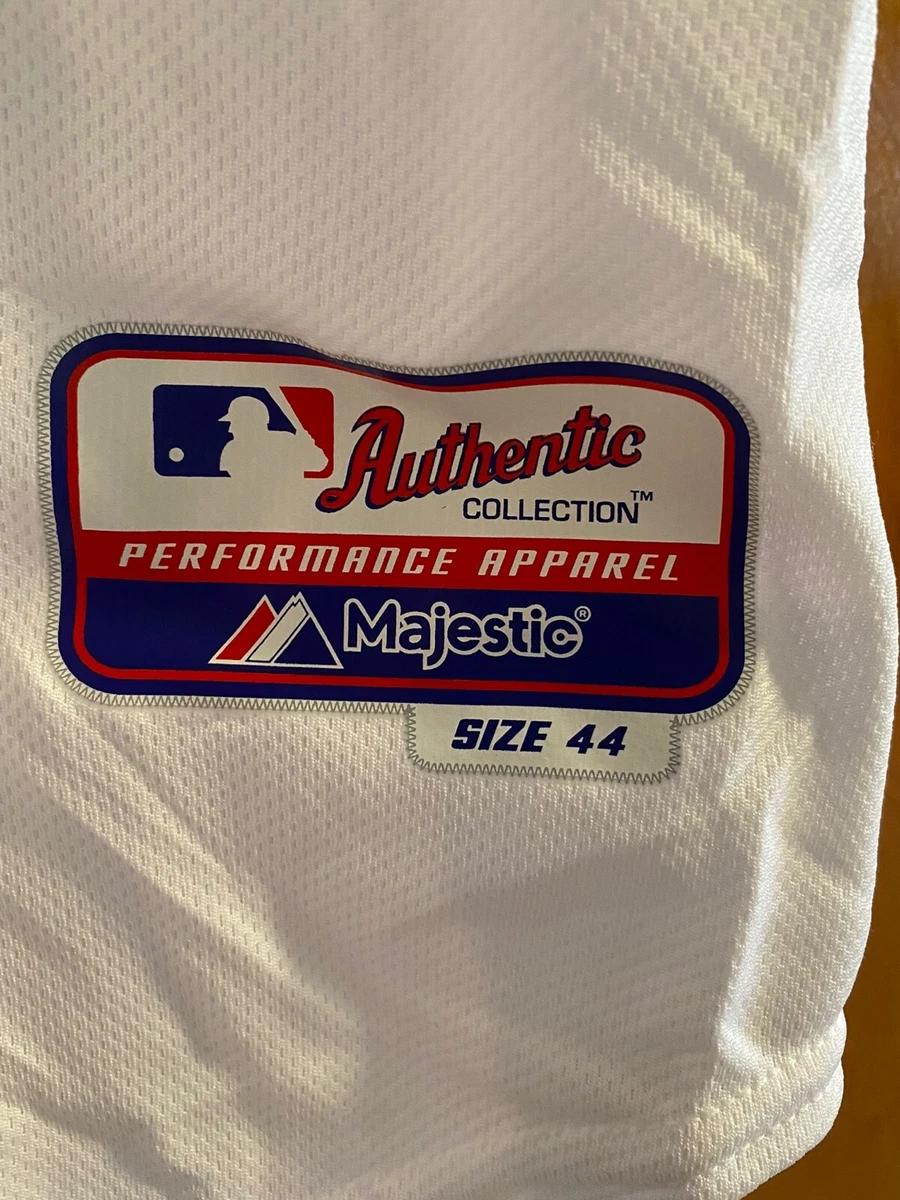 Authentic
COLLECTION™
PERFORMANCE APPAREL
Majestic®
SIZE 44